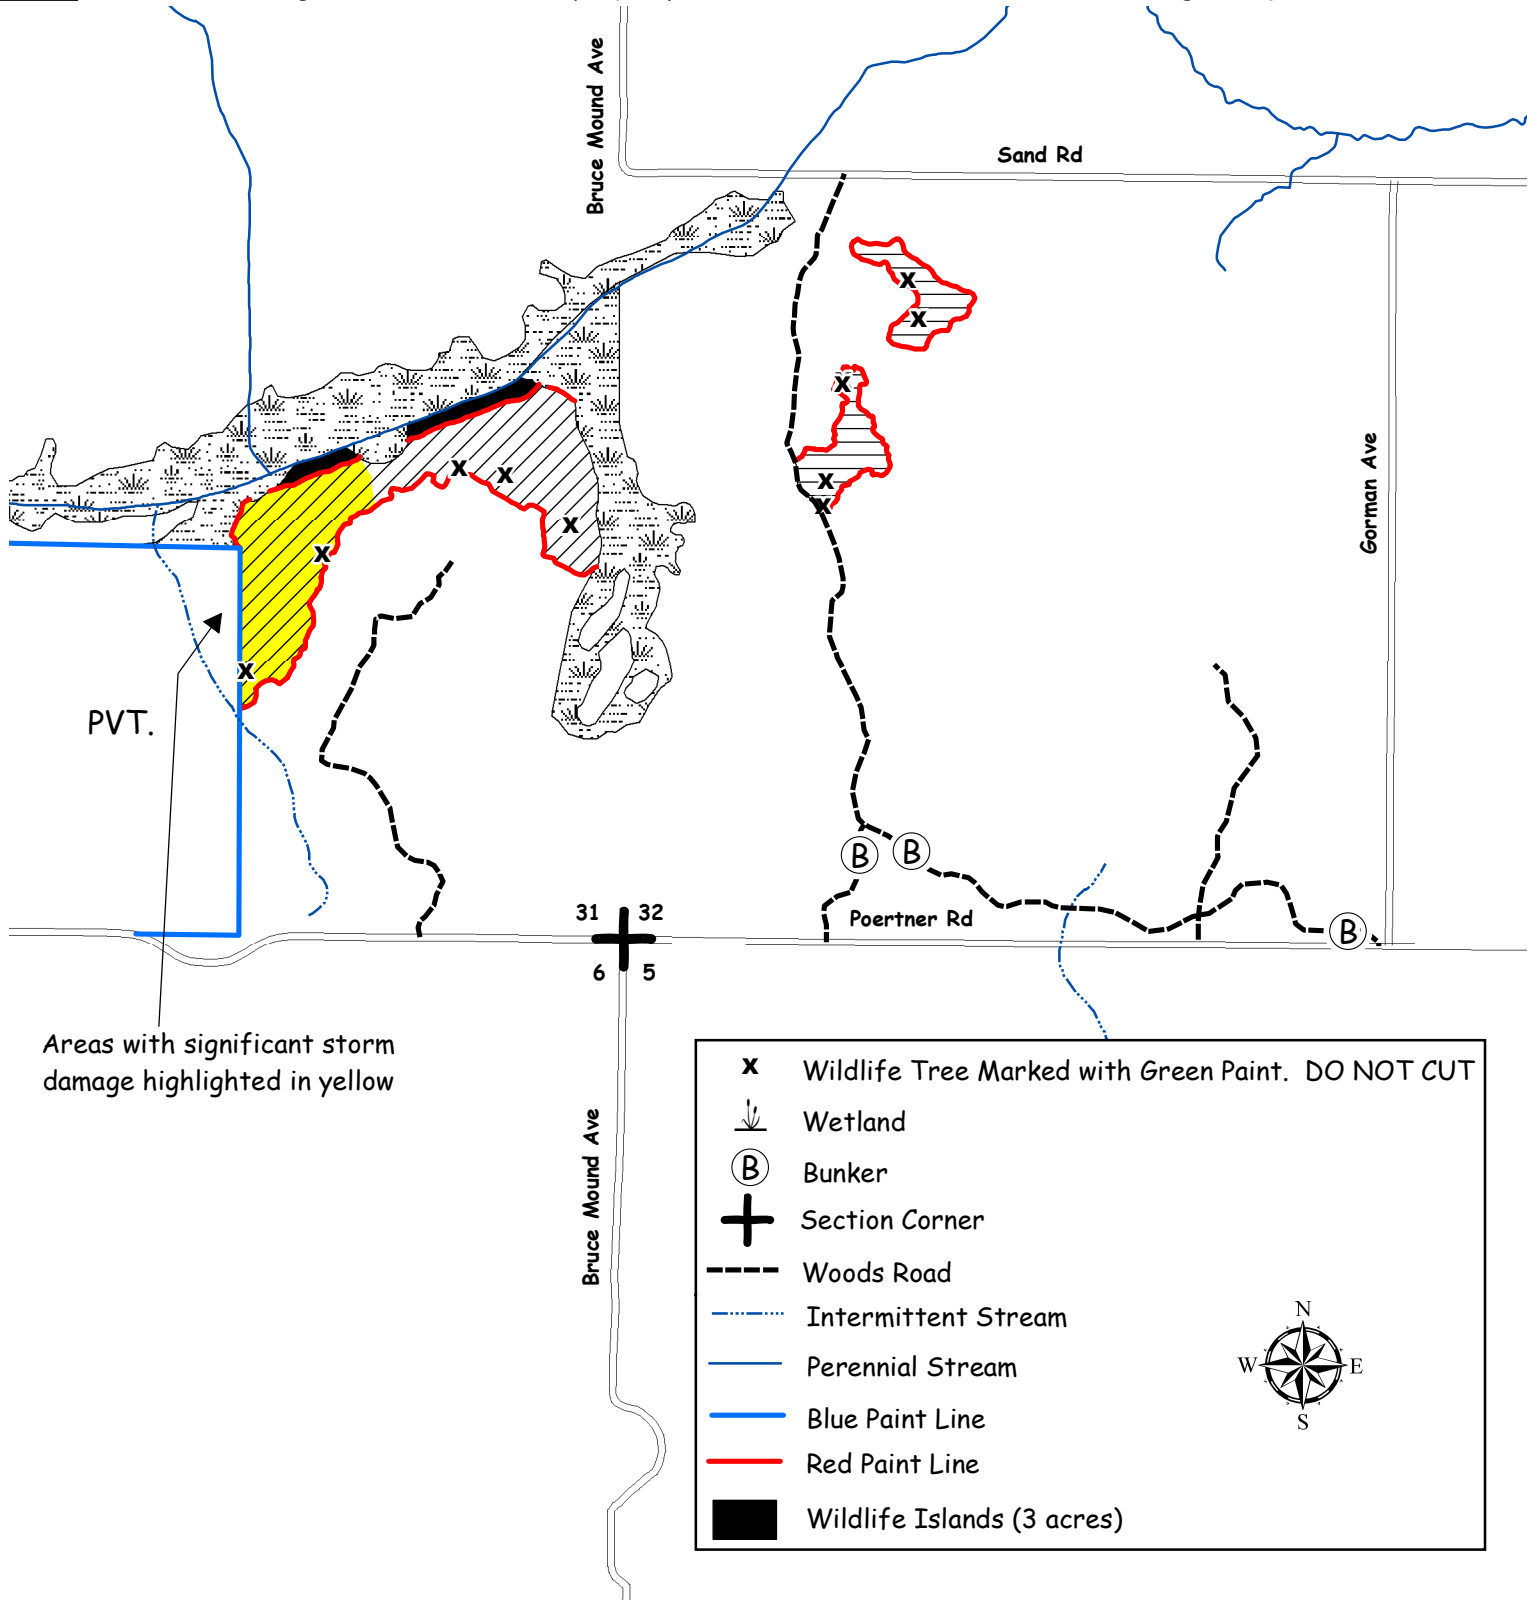 Bruce Mound Ave
Sand Rd
Gorman Ave
x
x
x
x
x
x
x
x
x
x
PVT.
B
B
B
31 32
Poertner Rd
6 5
Areas with significant storm
damage highlighted in yellow
Bruce Mound Ave
x Wildlife Tree Marked with Green Paint. DO NOT CUT
Wetland
B Bunker
Section Corner
Woods Road
Intermittent Stream
Perennial Stream
Blue Paint Line
Red Paint Line
Wildlife Islands (3 acres)
N
W E
S